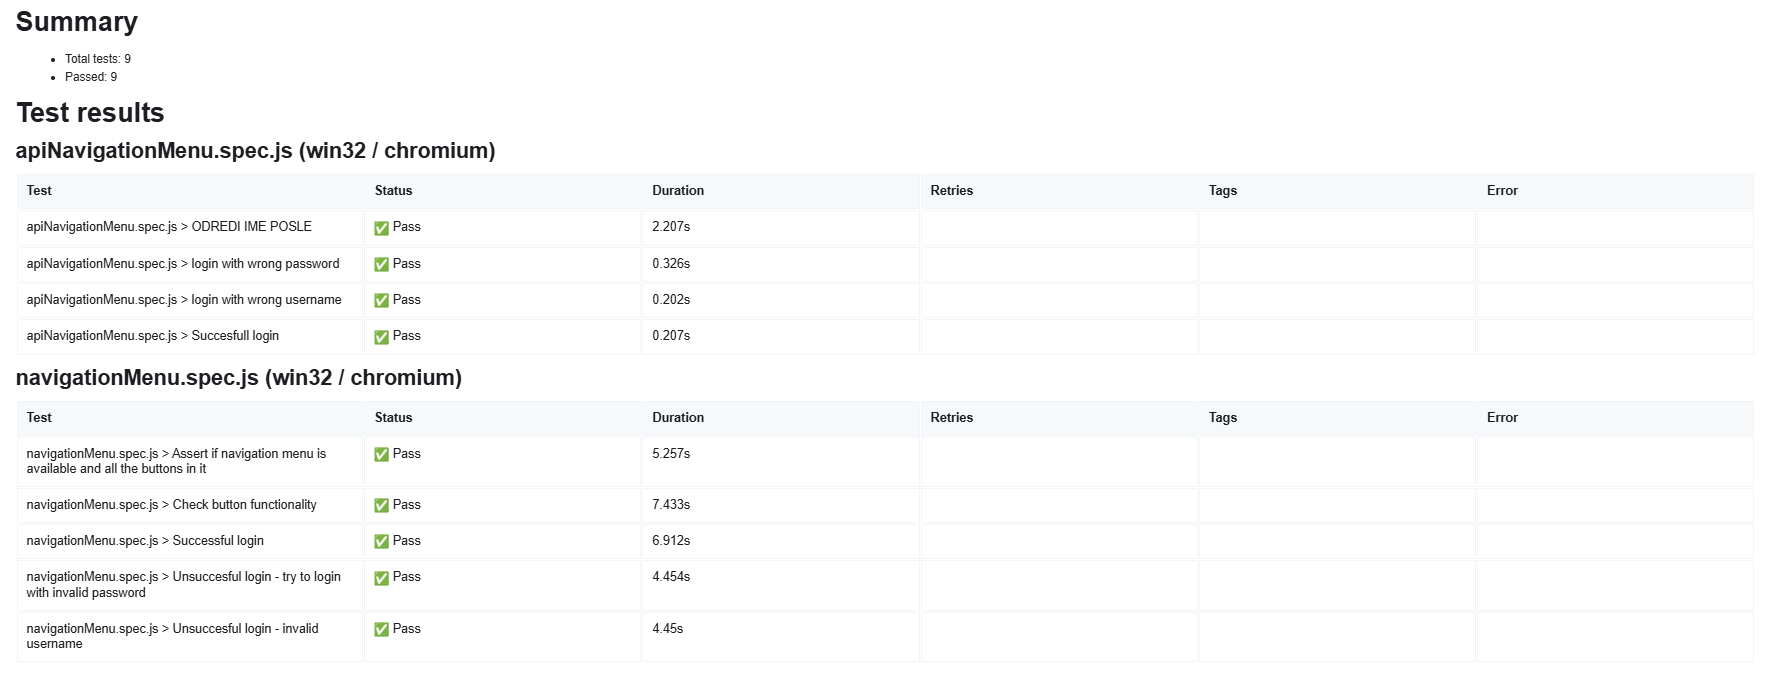 Summary
Total tests: 9
Passed: 9
Test results
apiNavigationMenu.spec.js (win32 / chromium)
Test Status Duration Retries Tags Error
apiNavigationMenu.spec.js > ODREDI IME POSLE ✅ Pass 2.207s
apiNavigationMenu.spec.js > login with wrong password ✅ Pass 0.326s
apiNavigationMenu.spec.js > login with wrong username ✅ Pass 0.202s
apiNavigationMenu.spec.js > Succesfull login ✅ Pass 0.207s
navigationMenu.spec.js (win32 / chromium)
Test Status Duration Retries Tags Error
navigationMenu.spec.js > Assert if navigation menu is ✅ Pass 5.257s
available and all the buttons in it
navigationMenu.spec.js > Check button functionality ✅ Pass 7.433s
navigationMenu.spec.js > Successful login ✅ Pass 6.912s
navigationMenu.spec.js > Unsuccesful login - try to login ✅ Pass 4.454s
with invalid password
navigationMenu.spec.js > Unsuccesful login - invalid ✅ Pass 4.45s
username